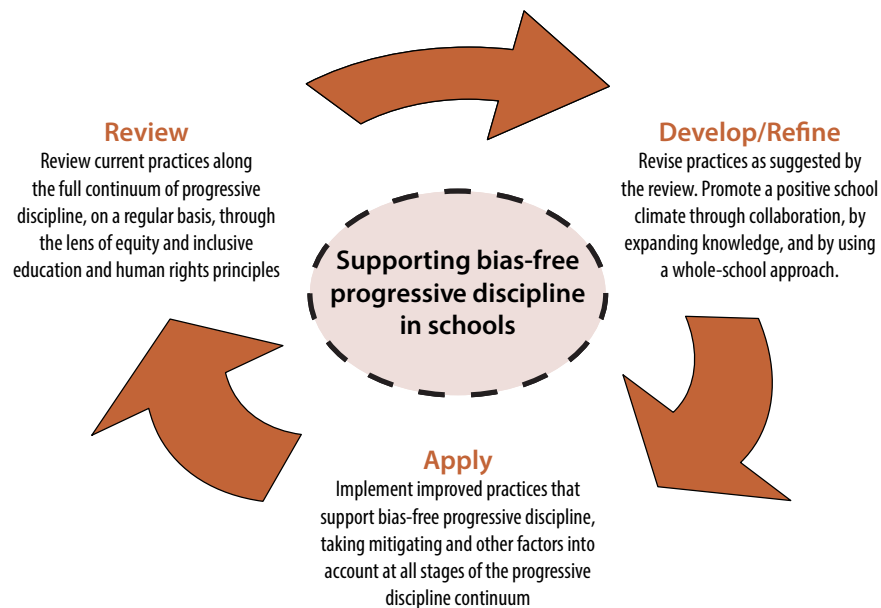 Review
Review current practices along
the full continuum of progressive
discipline, on a regular basis, through
the lens of equity and inclusive
education and human rights principles
Develop/Refine
Revise practices as suggested by
the review. Promote a positive school
climate through collaboration, by
expanding knowledge, and by using
a whole-school approach.
Supporting bias-free
progressive discipline
in schools
Apply
Implement improved practices that
support bias-free progressive discipline,
taking mitigating and other factors into
account at all stages of the progressive
discipline continuum